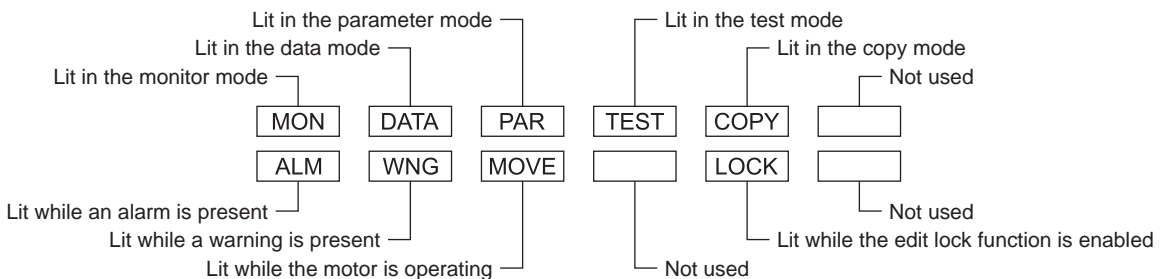 Lit in the parameter mode
Lit in the test mode
Lit in the data mode
Lit in the copy mode
Lit in the monitor mode
Not used
MON DATA PAR TEST COPY
ALM WNG MOVE LOCK
Lit while an alarm is present
Not used
Lit while a warning is present
Lit while the edit lock function is enabled
Lit while the motor is operating
Not used